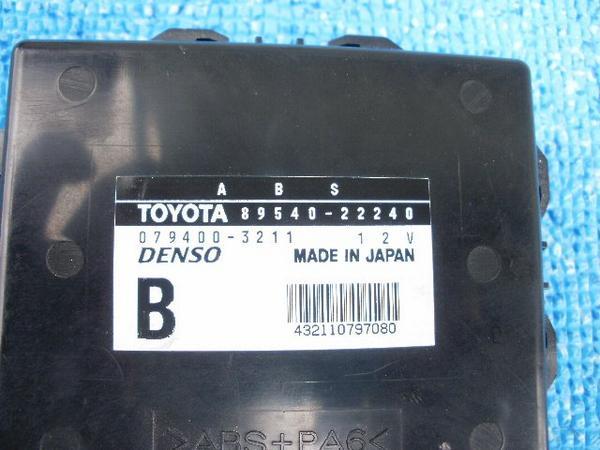 A B S
TOYOTA 89540-22240
079400-3211 12V
DENSO MADE IN JAPAN
B
432110797080
>ABS+PA6<